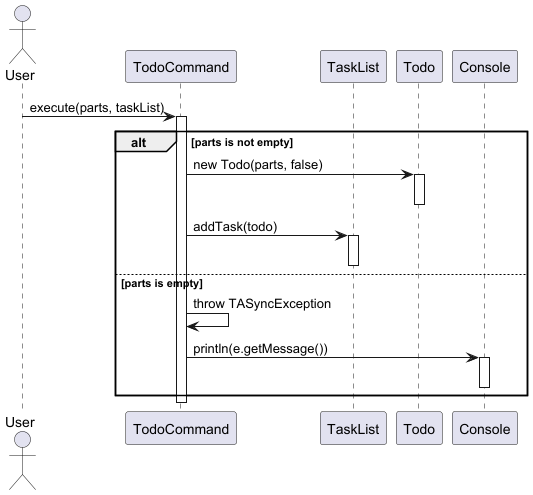 User
TodoCommand
TaskList
Todo
Console
execute(parts, taskList)
alt
[parts is not empty]
new Todo(parts, false)
addTask(todo)
[parts is empty]
throw TASyncException
println(e.getMessage())
User
TodoCommand
TaskList
Todo
Console